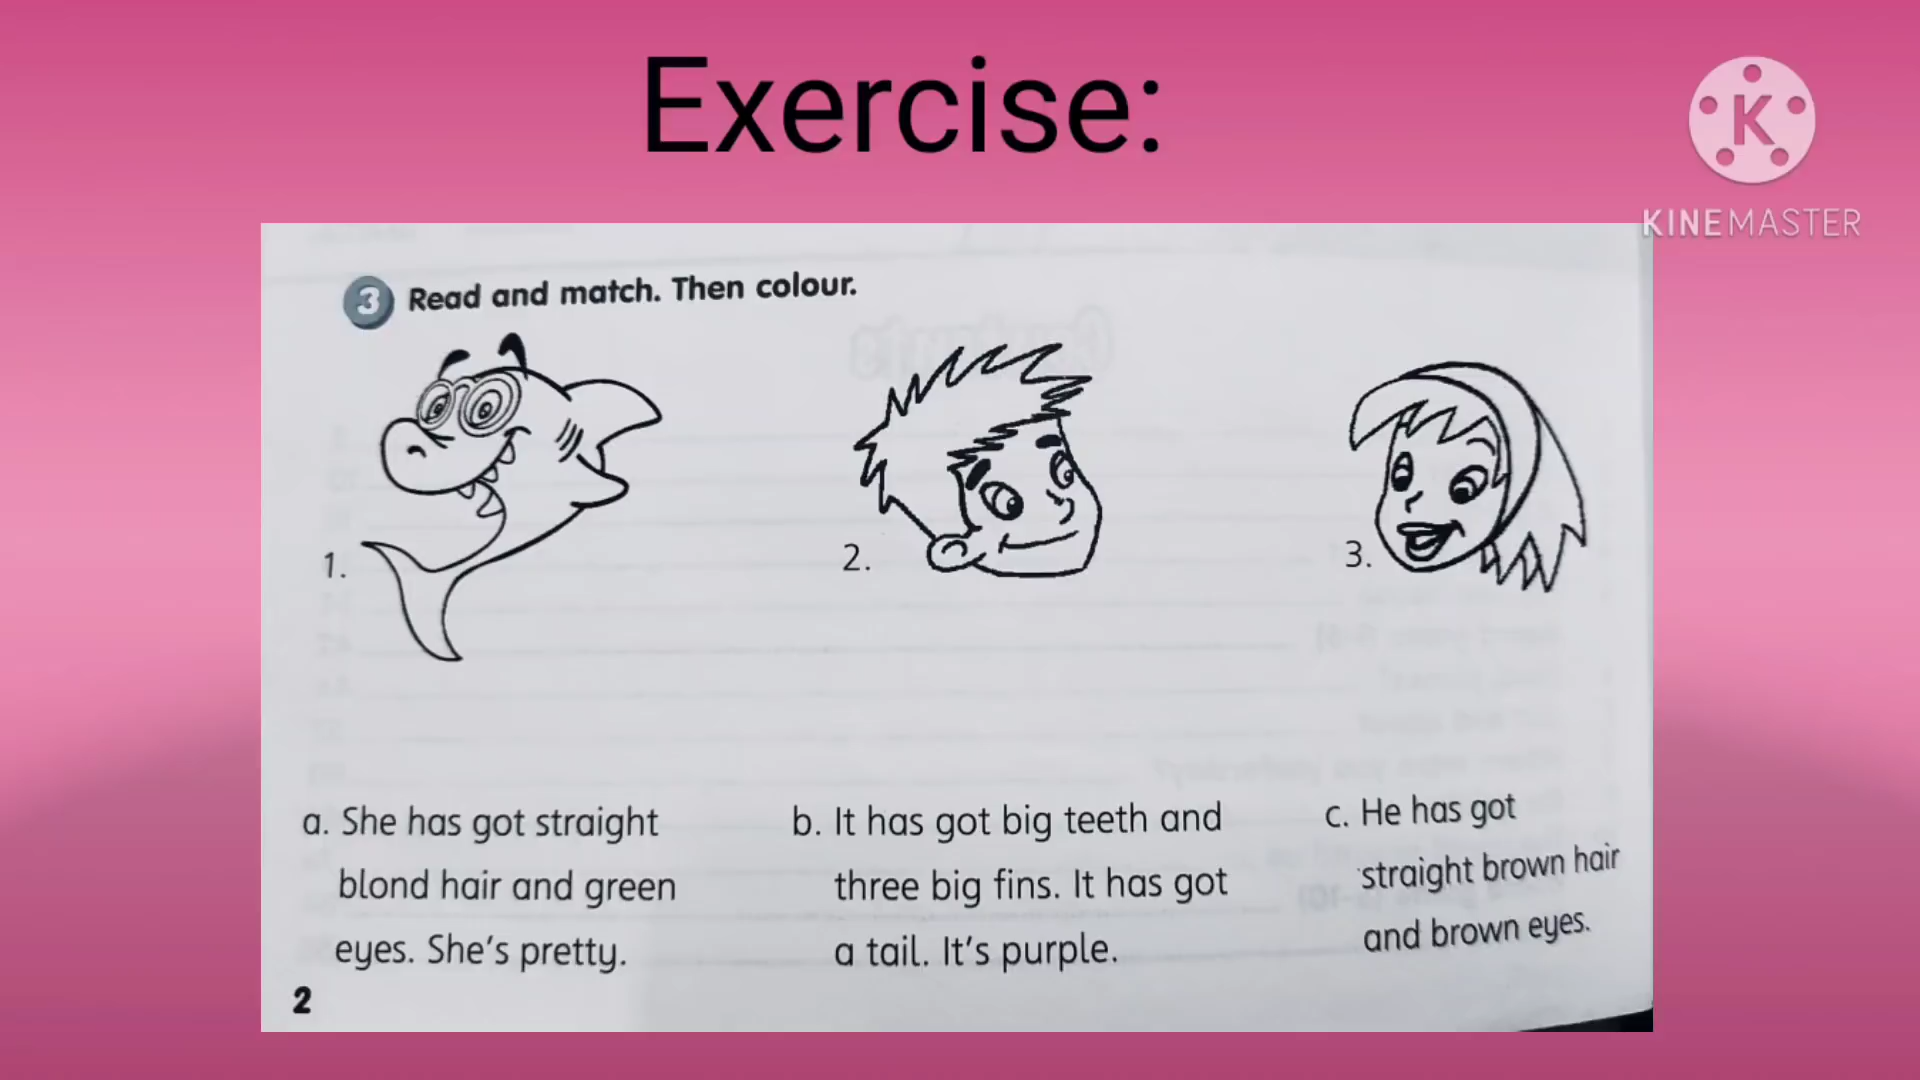 Exercise:
K
KINEMASTER
3 Read and match. Then colour.
1.
2.
3.
a. She has got straight
blond hair and green
eyes. She's pretty.
b. It has got big teeth and
three big fins. It has got
a tail. It's purple.
c. He has got
straight brown hair
and brown eyes.
2